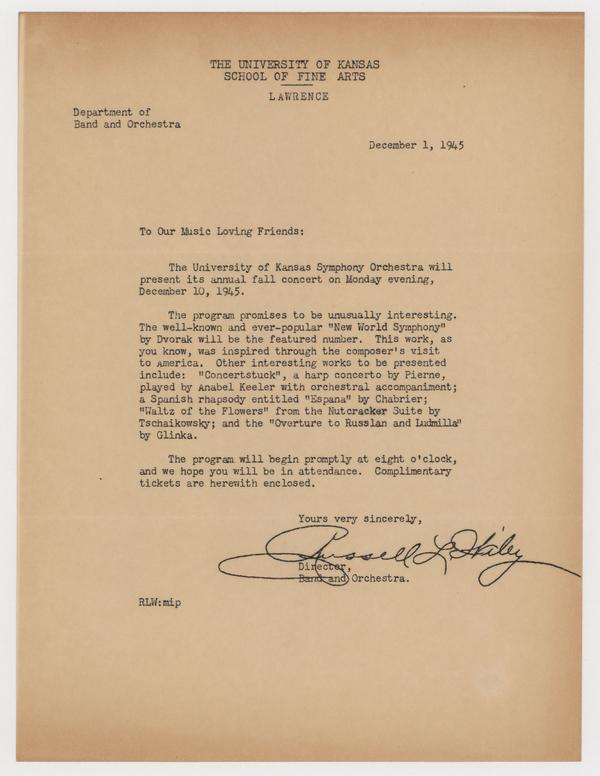 THE UNIVERSITY OF KANSAS
SCHOOL OF FINE ARTS
LAWRENCE
Department of
Band and Orchestra
December 1, 1945
To Our Music Loving Friends:
The University of Kansas Symphony Orchestra will
present its annual fall concert on Monday evening,
December 10, 1945.
The program promises to be unusually interesting.
The well-known and ever-popular "New World Symphony"
by Dvorak will be the featured number. This work, as
you know, was inspired through the composer's visit
to America. Other interesting works to be presented
include: "Concertstuck", a harp concerto by Pierne,
played by Anabel Keeler with orchestral accompaniment;
a Spanish rhapsody entitled "Espana" by Chabrier;
"Waltz of the Flowers" from the Nutcracker Suite by
Tschaikowsky; and the "Overture to Russlan and Ludmilla"
by Glinka.
The program will begin promptly at eight o'clock,
and we hope you will be in attendance. Complimentary
tickets are herewith enclosed.
Yours very sincerely,
Russell L. Wiley
Director,
Band and Orchestra.
RLW:mip